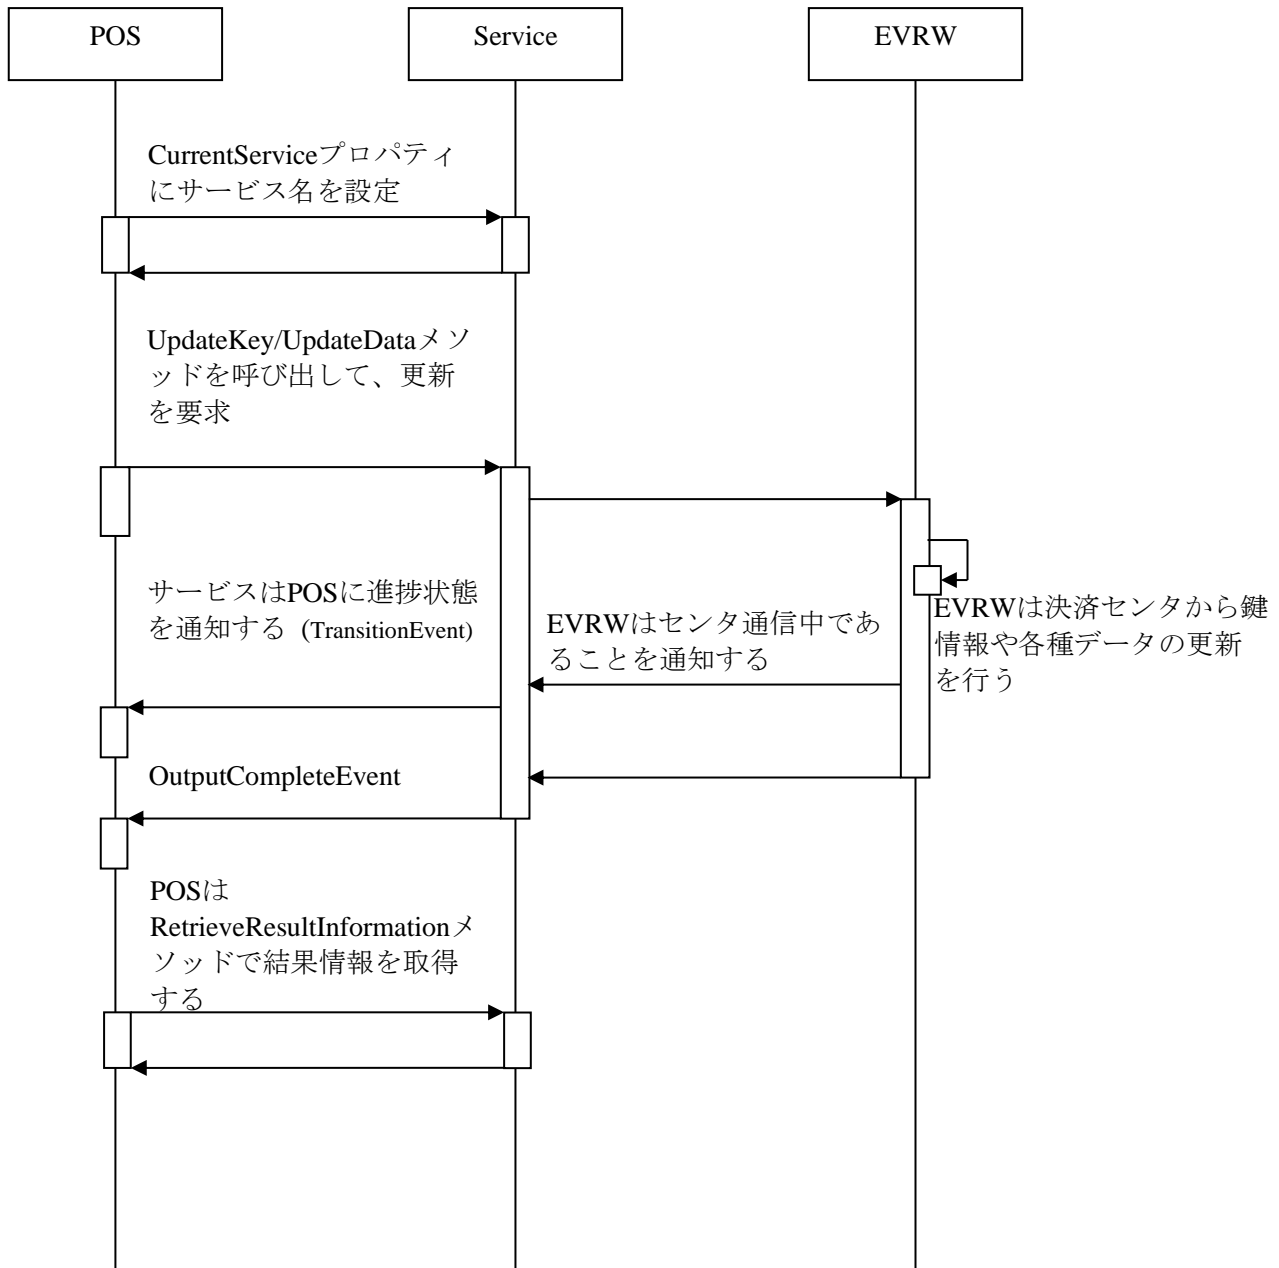 POS
Service
EVRW
CurrentServiceプロパティ
にサービス名を設定
UpdateKey/UpdateDataメソ
ッドを呼び出して、更新
を要求
サービスはPOSに進捗状態
を通知する (TransitionEvent)
EVRWはセンタ通信中であ
ることを通知する
EVRWは決済センタから鍵
情報や各種データの更新
を行う
OutputCompleteEvent
POSは
RetrieveResultInformationメ
ソッドで結果情報を取得
する